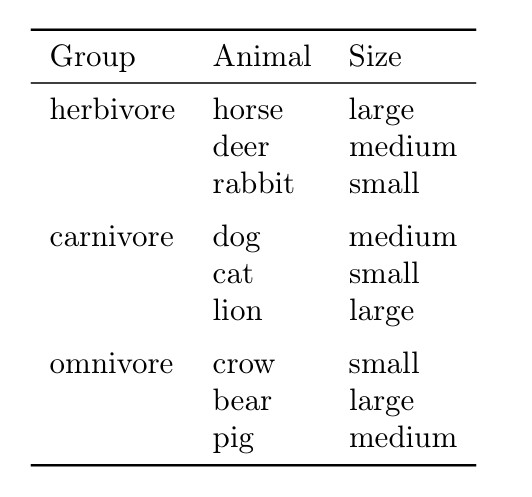 Group Animal Size
herbivore horse large
deer medium
rabbit small
carnivore dog medium
cat small
lion large
omnivore crow small
bear large
pig medium